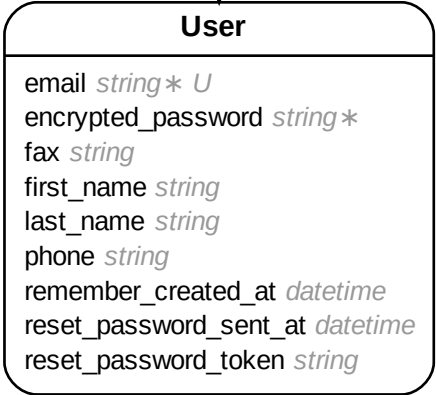 User
email string∗ U
encrypted_password string∗
fax string
first_name string
last_name string
phone string
remember_created_at datetime
reset_password_sent_at datetime
reset_password_token string